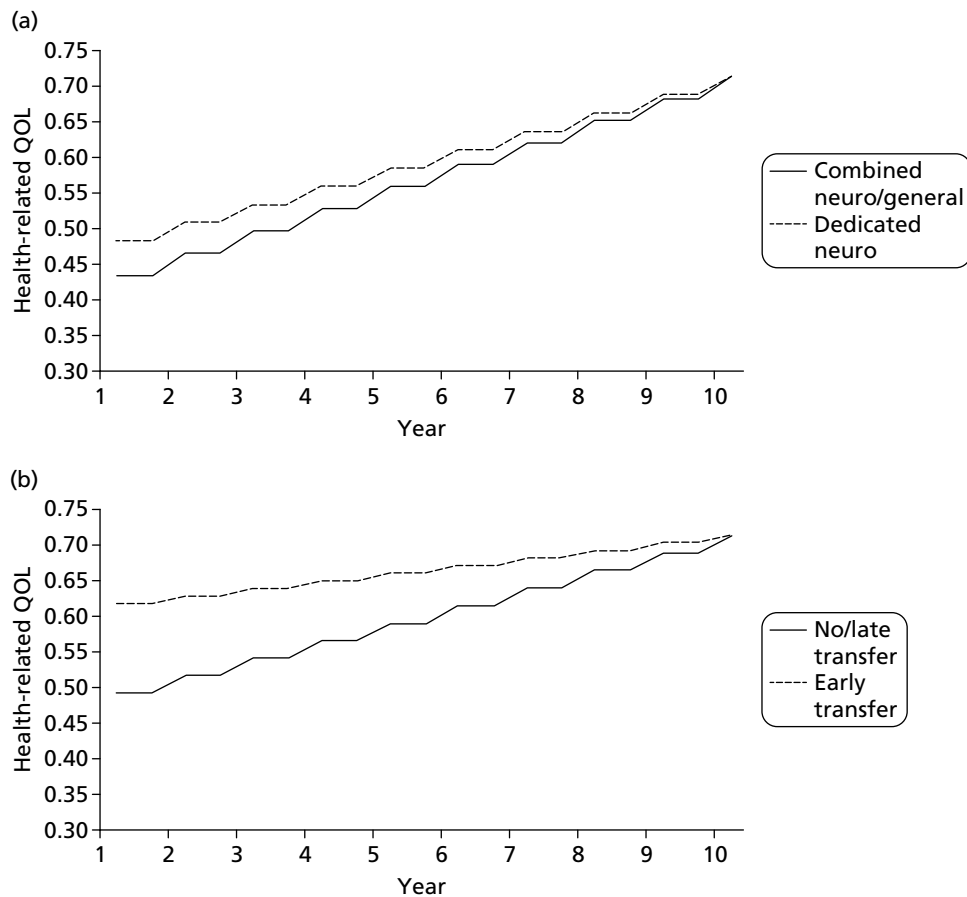 (a)
0.75
0.70
0.65
0.60
0.55
0.50
0.45
0.40
0.35
0.30
Health-related QOL
1 2 3 4 5 6 7 8 9 10
Year
Combined
neuro/general
Dedicated
neuro
(b)
0.75
0.70
0.65
0.60
0.55
0.50
0.45
0.40
0.35
0.30
Health-related QOL
1 2 3 4 5 6 7 8 9 10
Year
No/late
transfer
Early
transfer